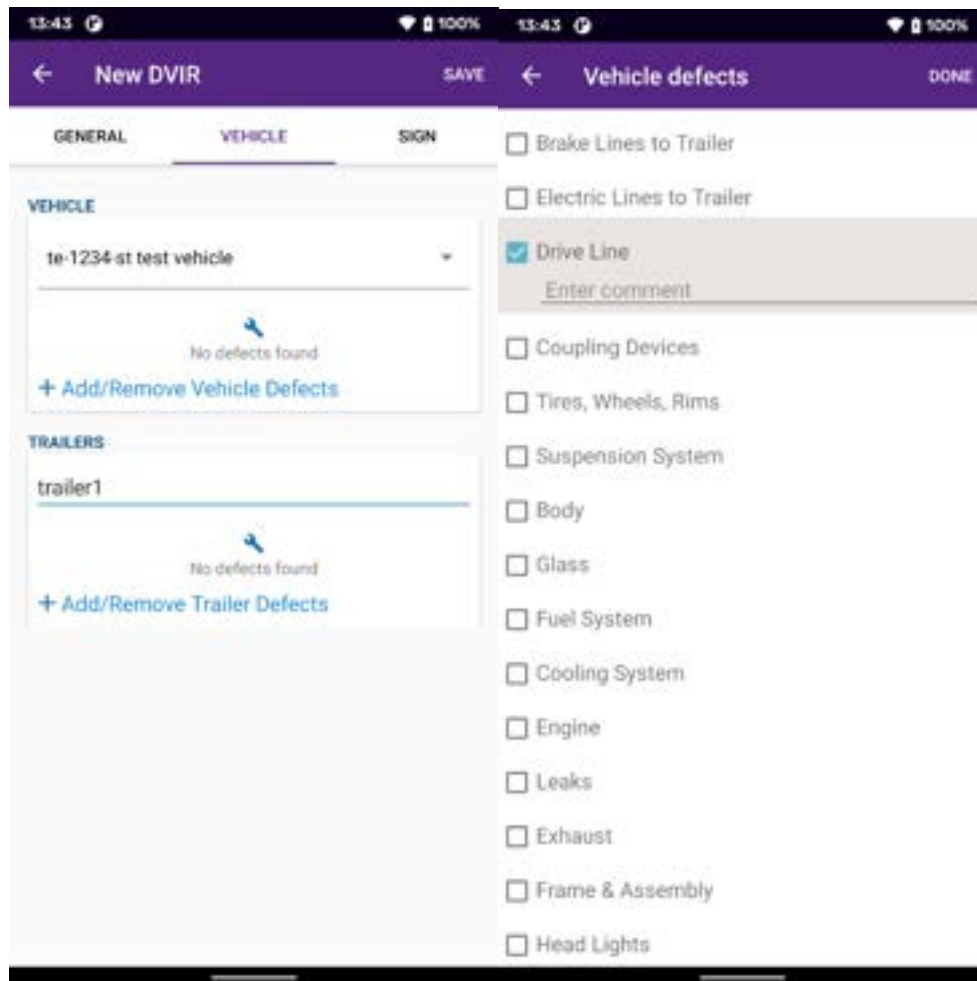 13:43 100%
New DVIR SAVE
GENERAL VEHICLE SIGN
VEHICLE
te-1234-st test vehicle
No defects found
+ Add/Remove Vehicle Defects
TRAILERS
trailer1
No defects found
+ Add/Remove Trailer Defects
13:43 100%
Vehicle defects DONE
Brake Lines to Trailer
Electric Lines to Trailer
Drive Line
Enter comment
Coupling Devices
Tires, Wheels, Rims
Suspension System
Body
Glass
Fuel System
Cooling System
Engine
Leaks
Exhaust
Frame & Assembly
Head Lights